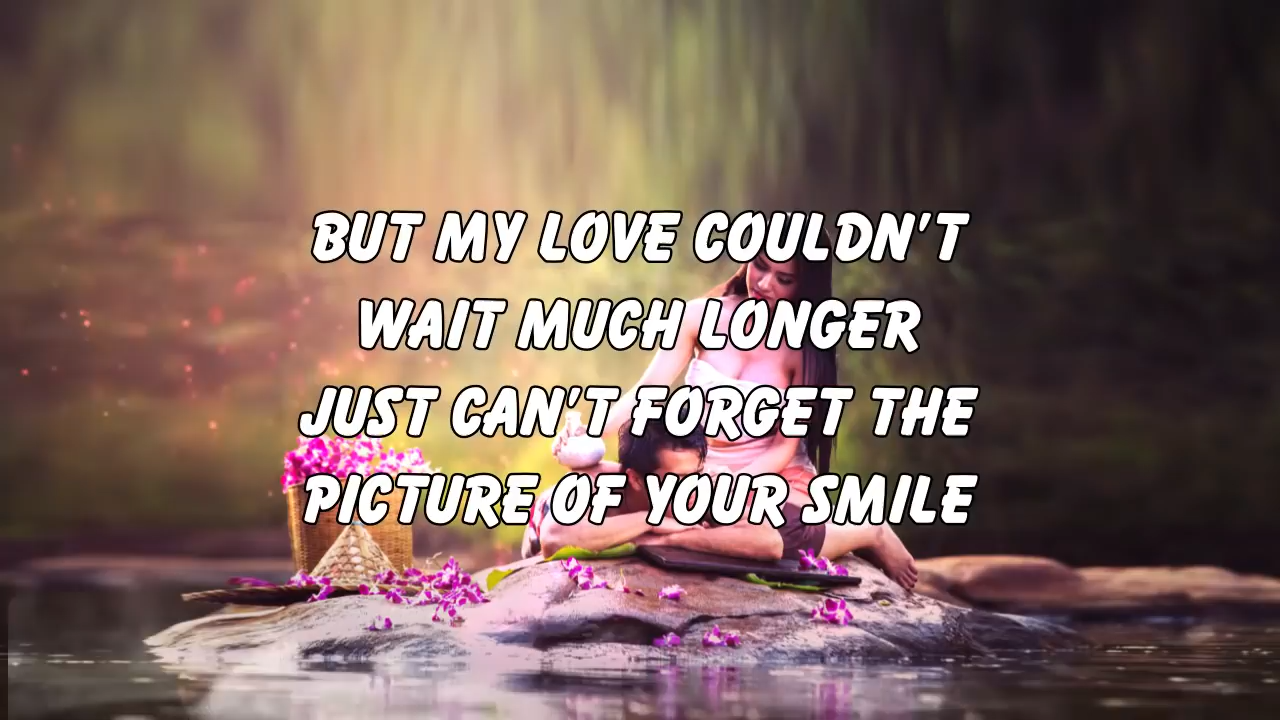 BUT MY LOVE COULDN'T
WAIT MUCH LONGER
JUST CAN'T FORGET THE
PICTURE OF YOUR SMILE